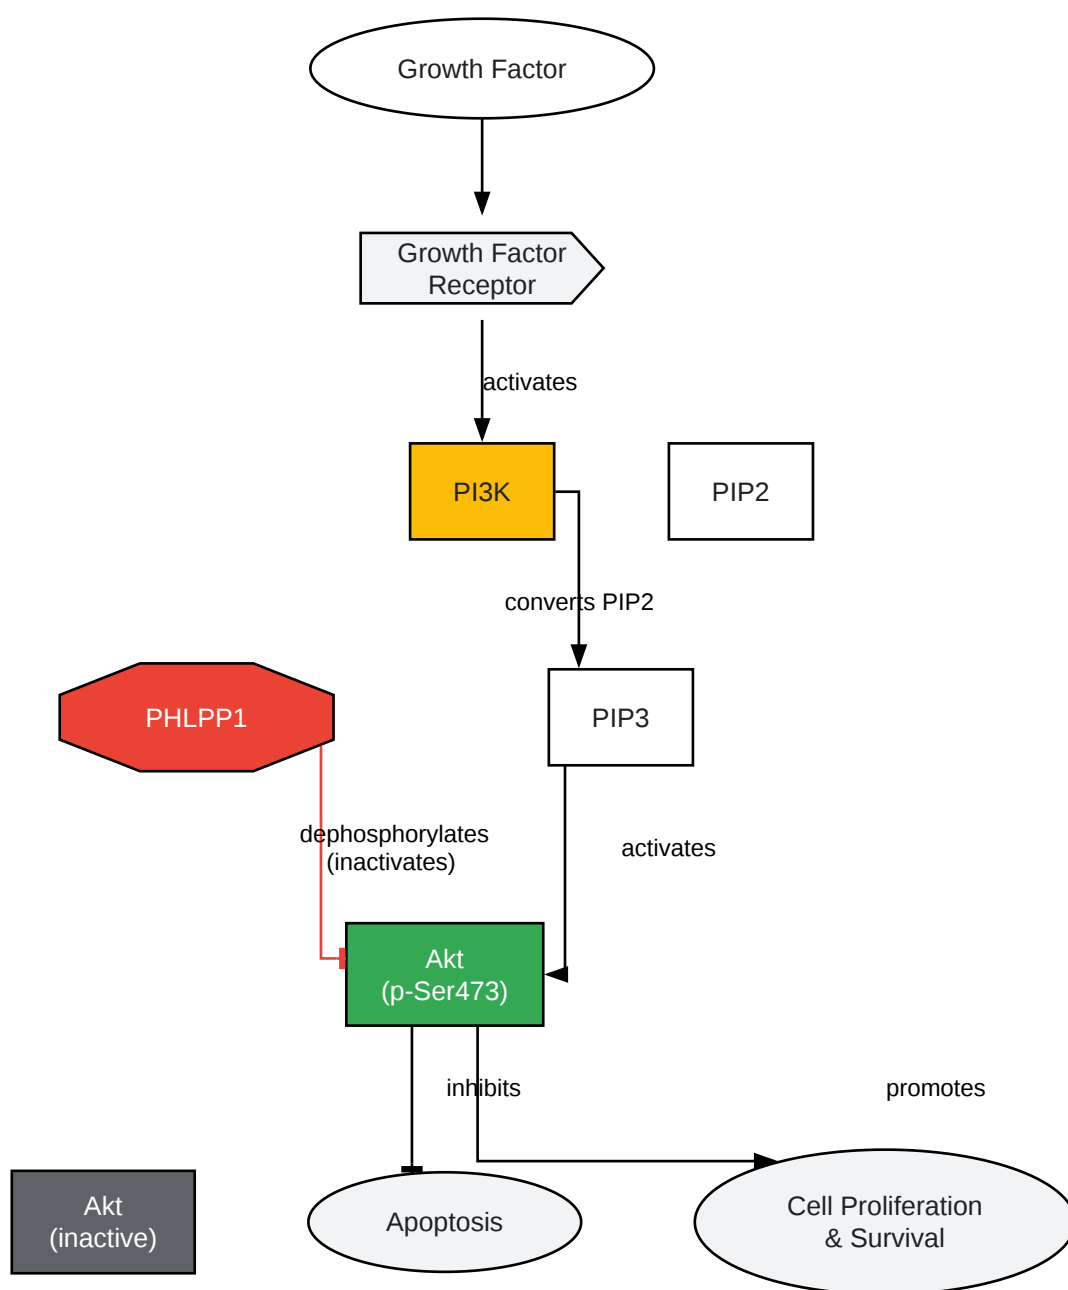 Growth Factor
Growth Factor
Receptor
activates
PI3K
PIP2
converts PIP2
PHLPP1
PIP3
dephosphorylates
(inactivates)
activates
Akt
(p-Ser473)
inhibits
promotes
Akt
(inactive)
Apoptosis
Cell Proliferation
& Survival